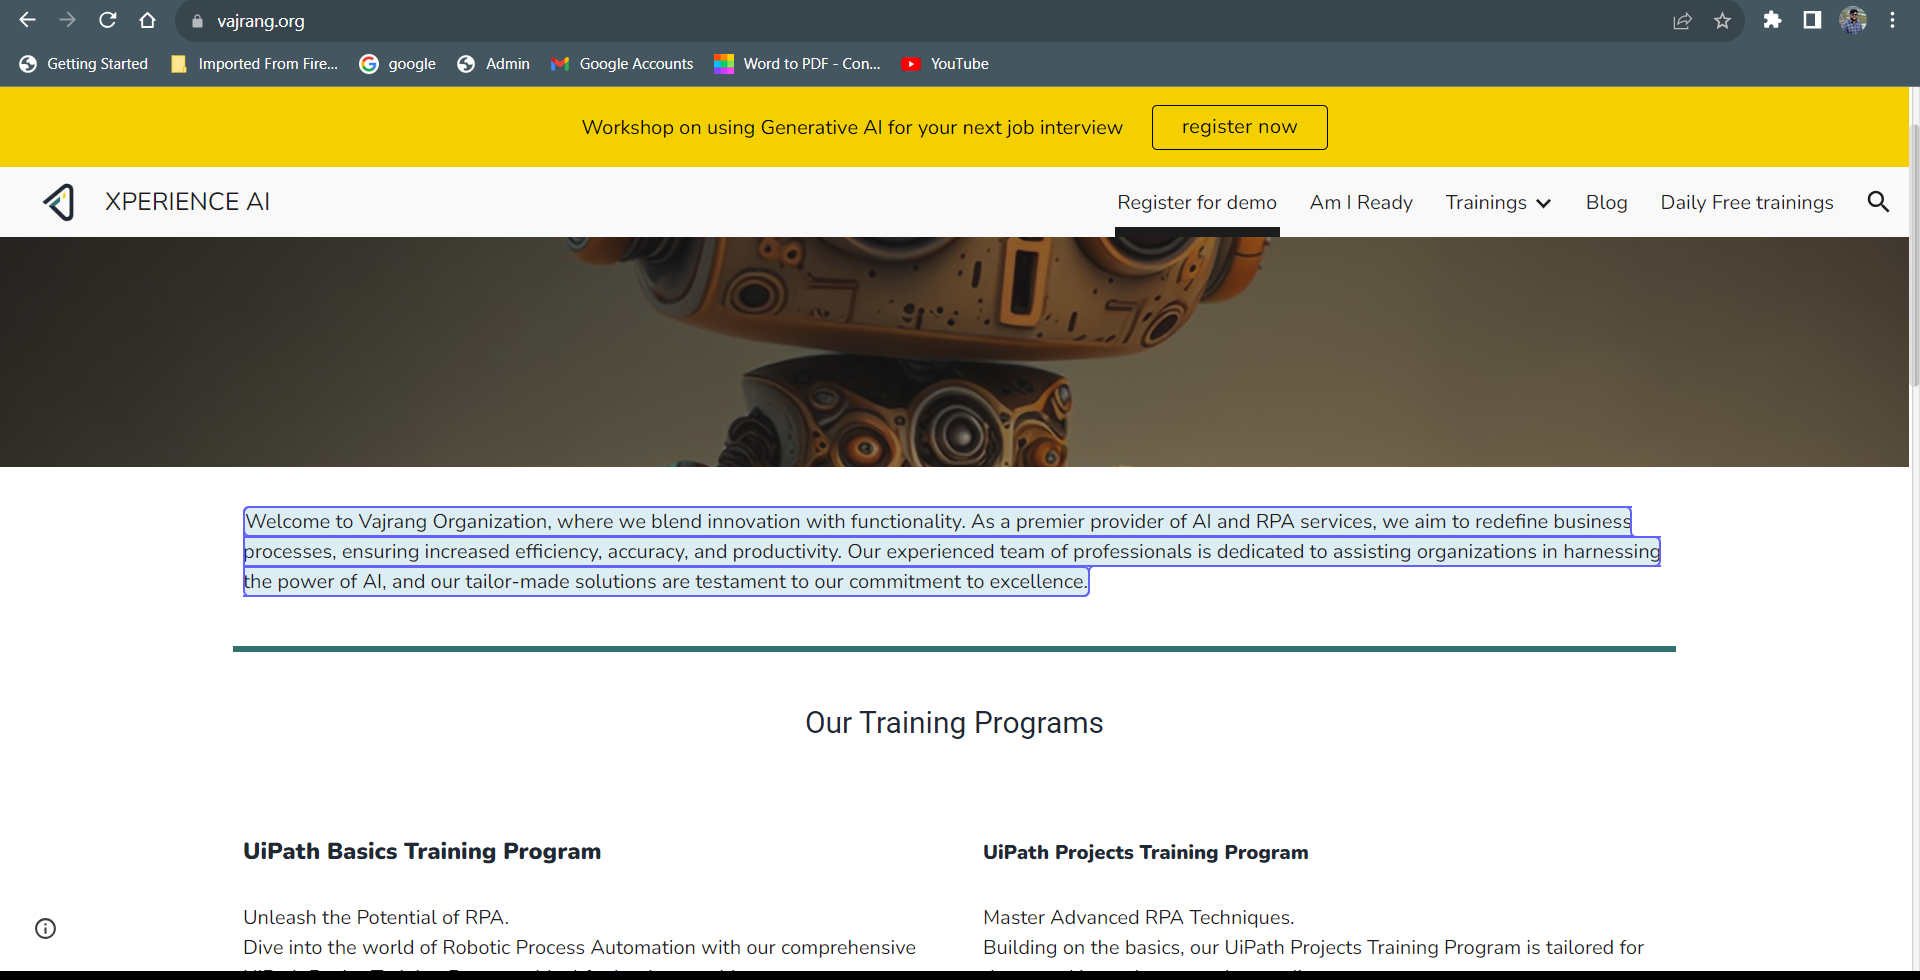 vajrang.org
Getting Started Imported From Fire... google Admin Google Accounts Word to PDF - Con... YouTube
Workshop on using Generative AI for your next job interview register now
XPERIENCE AI Register for demo Am I Ready Trainings Blog Daily Free trainings
Welcome to Vajrang Organization, where we blend innovation with functionality. As a premier provider of AI and RPA services, we aim to redefine business
processes, ensuring increased efficiency, accuracy, and productivity. Our experienced team of professionals is dedicated to assisting organizations in harnessing
the power of AI, and our tailor-made solutions are testament to our commitment to excellence.
Our Training Programs
UiPath Basics Training Program
Unleash the Potential of RPA.
Dive into the world of Robotic Process Automation with our comprehensive
UiPath Projects Training Program
Master Advanced RPA Techniques.
Building on the basics, our UiPath Projects Training Program is tailored for